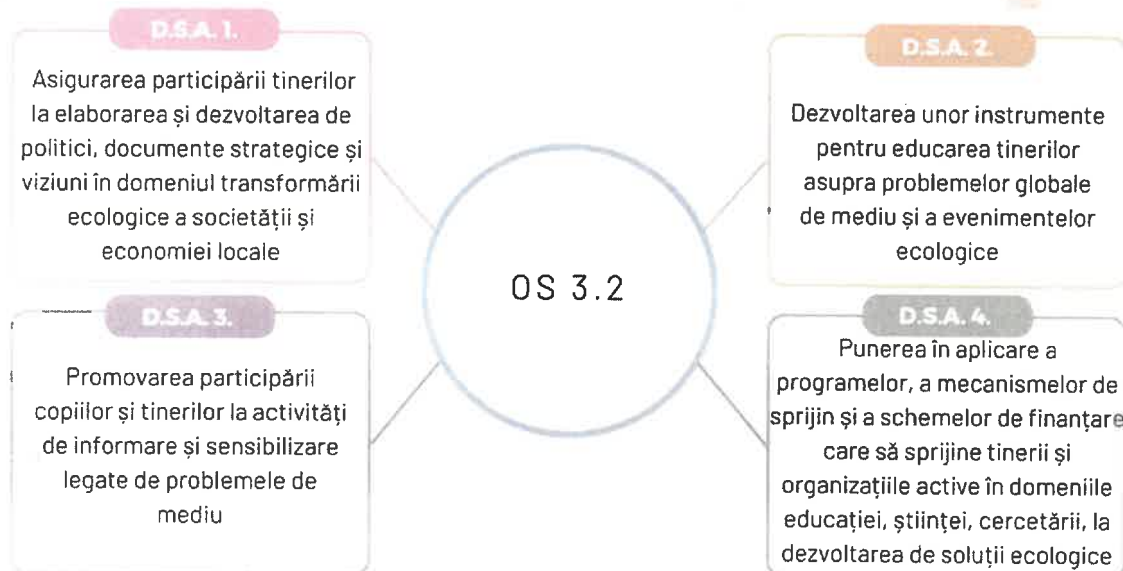 D.S.A. 1.
Asigurarea participării tinerilor
la elaborarea și dezvoltarea de
politici, documente strategice și
viziuni în domeniul transformării
ecologice a societății și
economiei locale
D.S.A. 2.
Dezvoltarea unor instrumente
pentru educarea tinerilor
asupra problemelor globale
de mediu și a evenimentelor
ecologice
OS 3.2
D.S.A. 3.
Promovarea participării
copiilor și tinerilor la activități
de informare și sensibilizare
legate de problemele de
mediu
D.S.A. 4.
Punerea în aplicare a
programelor, a mecanismelor de
sprijin și a schemelor de finanțare
care să sprijine tinerii și
organizațiile active în domeniile
educației, științei, cercetării, la
dezvoltarea de soluții ecologice